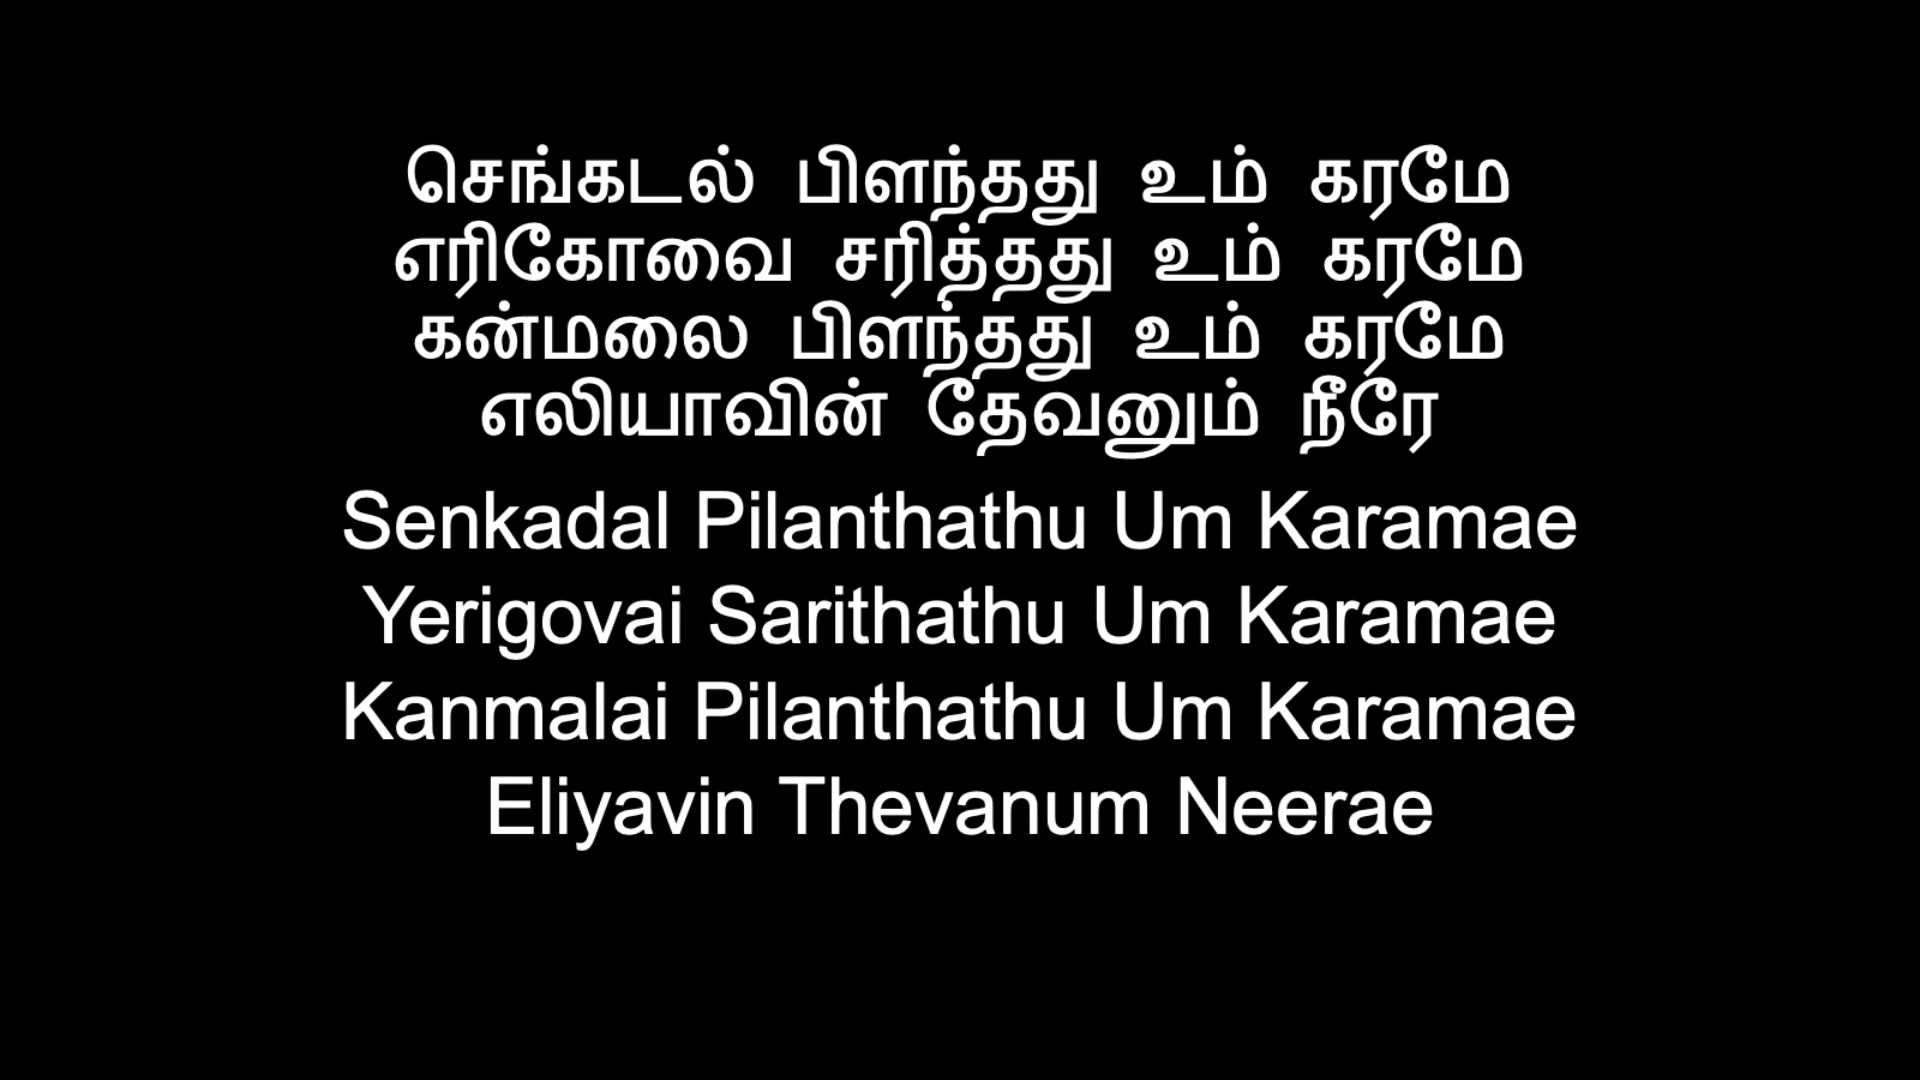 செங்கடல் பிளந்தது உம் கரமே
எரிகோவை சரித்தது உம் கரமே
கன்மலை பிளந்தது உம் கரமே
எலியாவின் தேவனும் நீரே
Senkadal Pilanthathu Um Karamae
Yerigovai Sarithathu Um Karamae
Kanmalai Pilanthathu Um Karamae
Eliyavin Thevanum Neerae